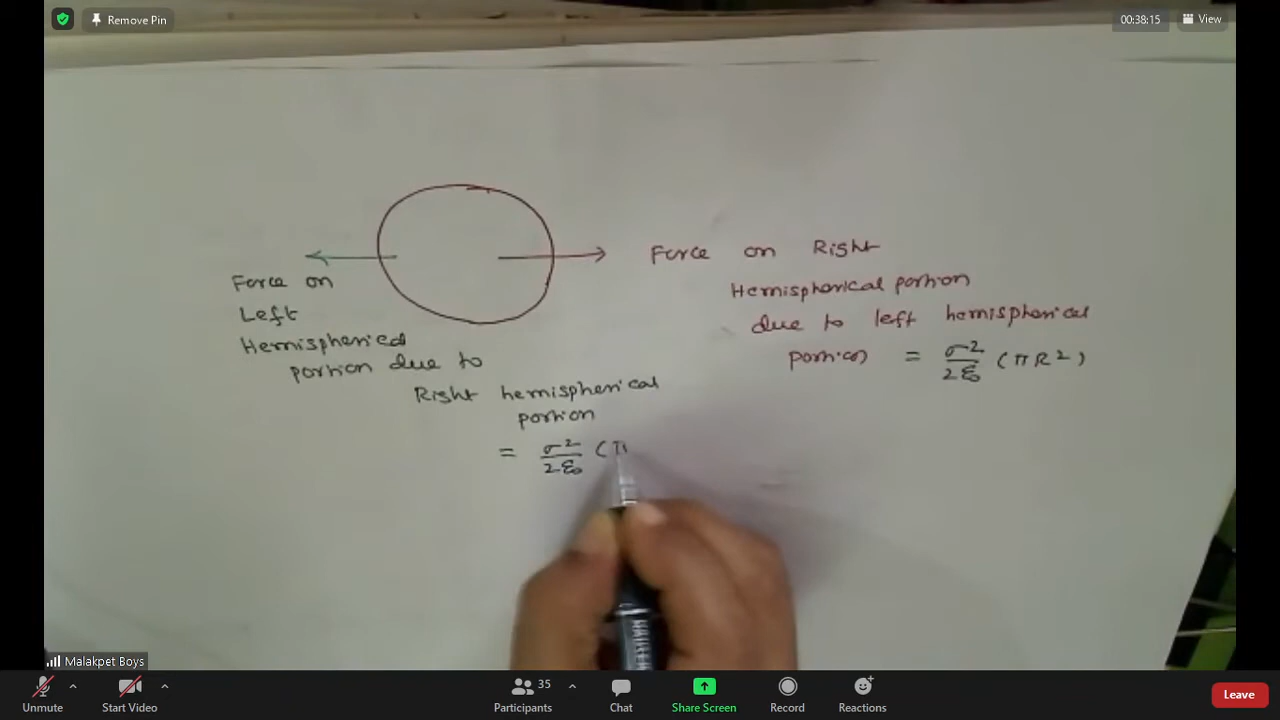 Remove Pin
00:38:15
View
Force on Right
Hemispherical portion
due to left hemispherical
portion = σ²/2ε₀ (πR²)
Force on
Left
Hemispherical
portion due to
Right hemispherical
portion
= σ²/2ε₀ (π
Malakpet Boys
Unmute
Start Video
Participants
35
Chat
Share Screen
Record
Reactions
Leave